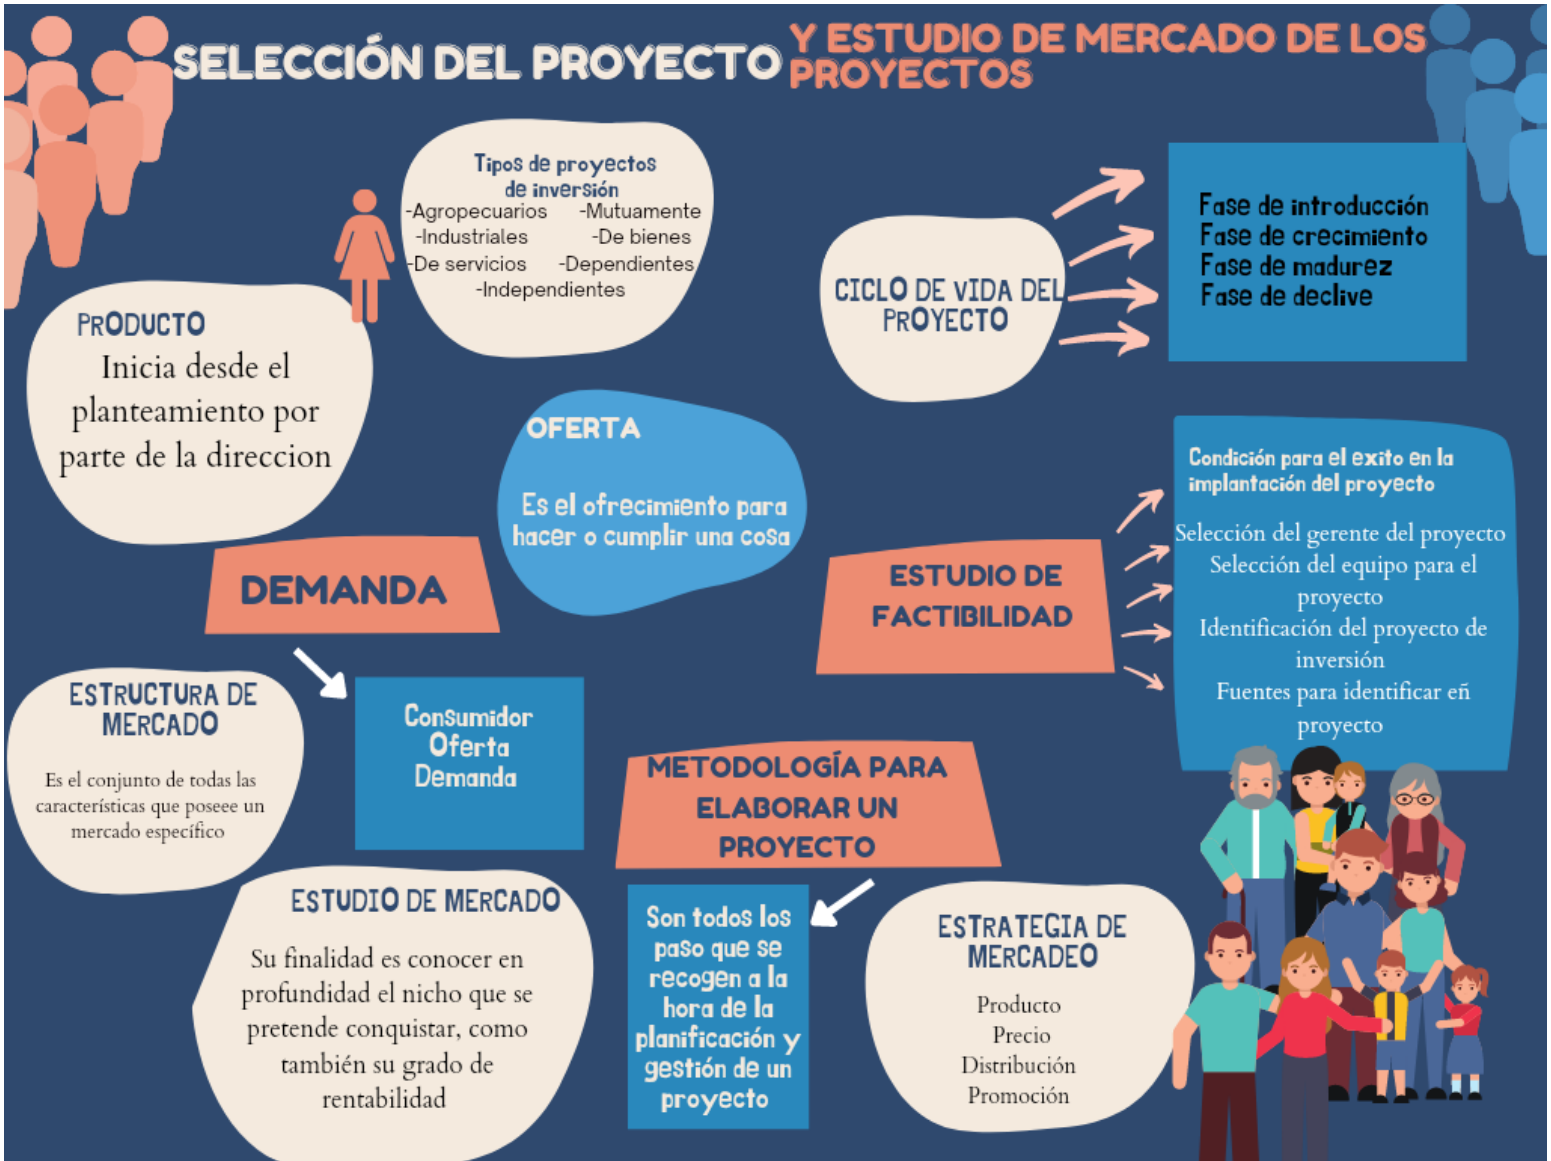 SELECCIÓN DEL PROYECTO
Y ESTUDIO DE MERCADO DE LOS
PROYECTOS
Tipos de proyectos
de inversión
-Agropecuarios -Mutuamente
-Industriales -De bienes
-De servicios -Dependientes
-Independientes
CICLO DE VIDA DEL
PROYECTO
Fase de introducción
Fase de crecimiento
Fase de madurez
Fase de declive
PRODUCTO
Inicia desde el
planteamiento por
parte de la direccion
OFERTA
Es el ofrecimiento para
hacer o cumplir una cosa
DEMANDA
Consumidor
Oferta
Demanda
ESTUDIO DE
FACTIBILIDAD
Condición para el exito en la
implantación del proyecto
Selección del gerente del proyecto
Selección del equipo para el
proyecto
Identificación del proyecto de
inversión
Fuentes para identificar eñ
proyecto
ESTRUCTURA DE
MERCADO
Es el conjunto de todas las
características que poseee un
mercado específico
METODOLOGÍA PARA
ELABORAR UN
PROYECTO
Son todos los
paso que se
recogen a la
hora de la
planificación y
gestión de un
proyecto
ESTUDIO DE MERCADO
Su finalidad es conocer en
profundidad el nicho que se
pretende conquistar, como
también su grado de
rentabilidad
ESTRATEGIA DE
MERCADEO
Producto
Precio
Distribución
Promoción